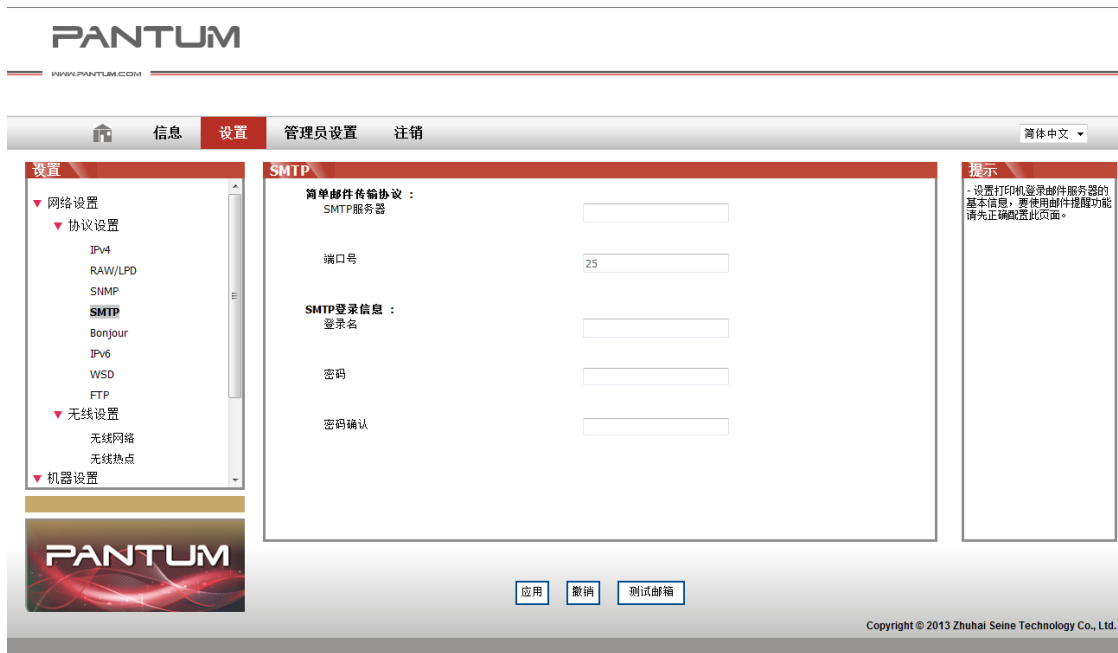 PANTUM
WWW.PANTUM.COM
信息
设置
管理员设置
注销
简体中文
设置
网络设置
协议设置
IPv4
RAW/LPD
SNMP
SMTP
Bonjour
IPv6
WSD
FTP
无线设置
无线网络
无线热点
机器设置
PANTUM
SMTP
简单邮件传输协议 ：
SMTP服务器
端口号
25
SMTP登录信息 ：
登录名
密码
密码确认
提示
- 设置打印机登录邮件服务器的
基本信息，要使用邮件提醒功能
请先正确配置此页面。
应用
撤销
测试邮箱
Copyright © 2013 Zhuhai Seine Technology Co., Ltd.